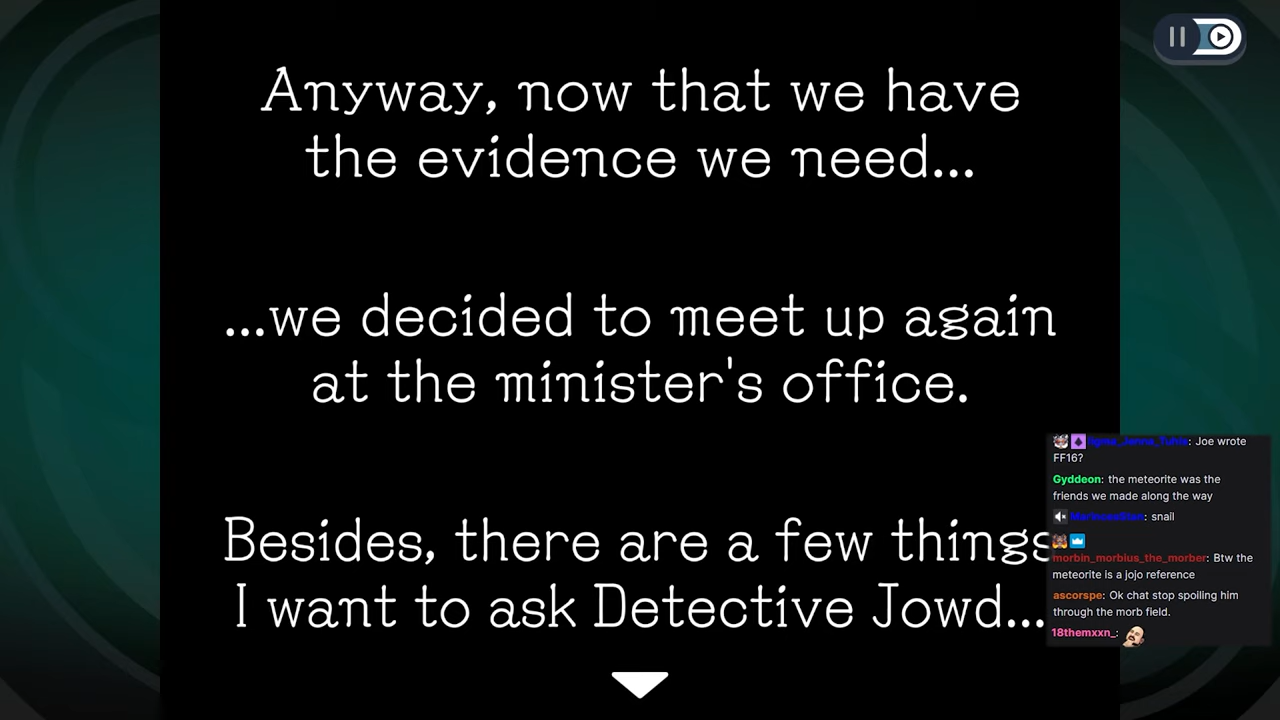 Anyway, now that we have
the evidence we need...
...we decided to meet up again
at the minister's office.
Besides, there are a few things
I want to ask Detective Jowd...
: Joe wrote
FF16?
Gyddeon: the meteorite was the
friends we made along the way
: snail
morbin_morbius_the_morber: Btw the
meteorite is a jojo reference
ascorspe: Ok chat stop spoiling him
through the morb field.
18themxxn_: